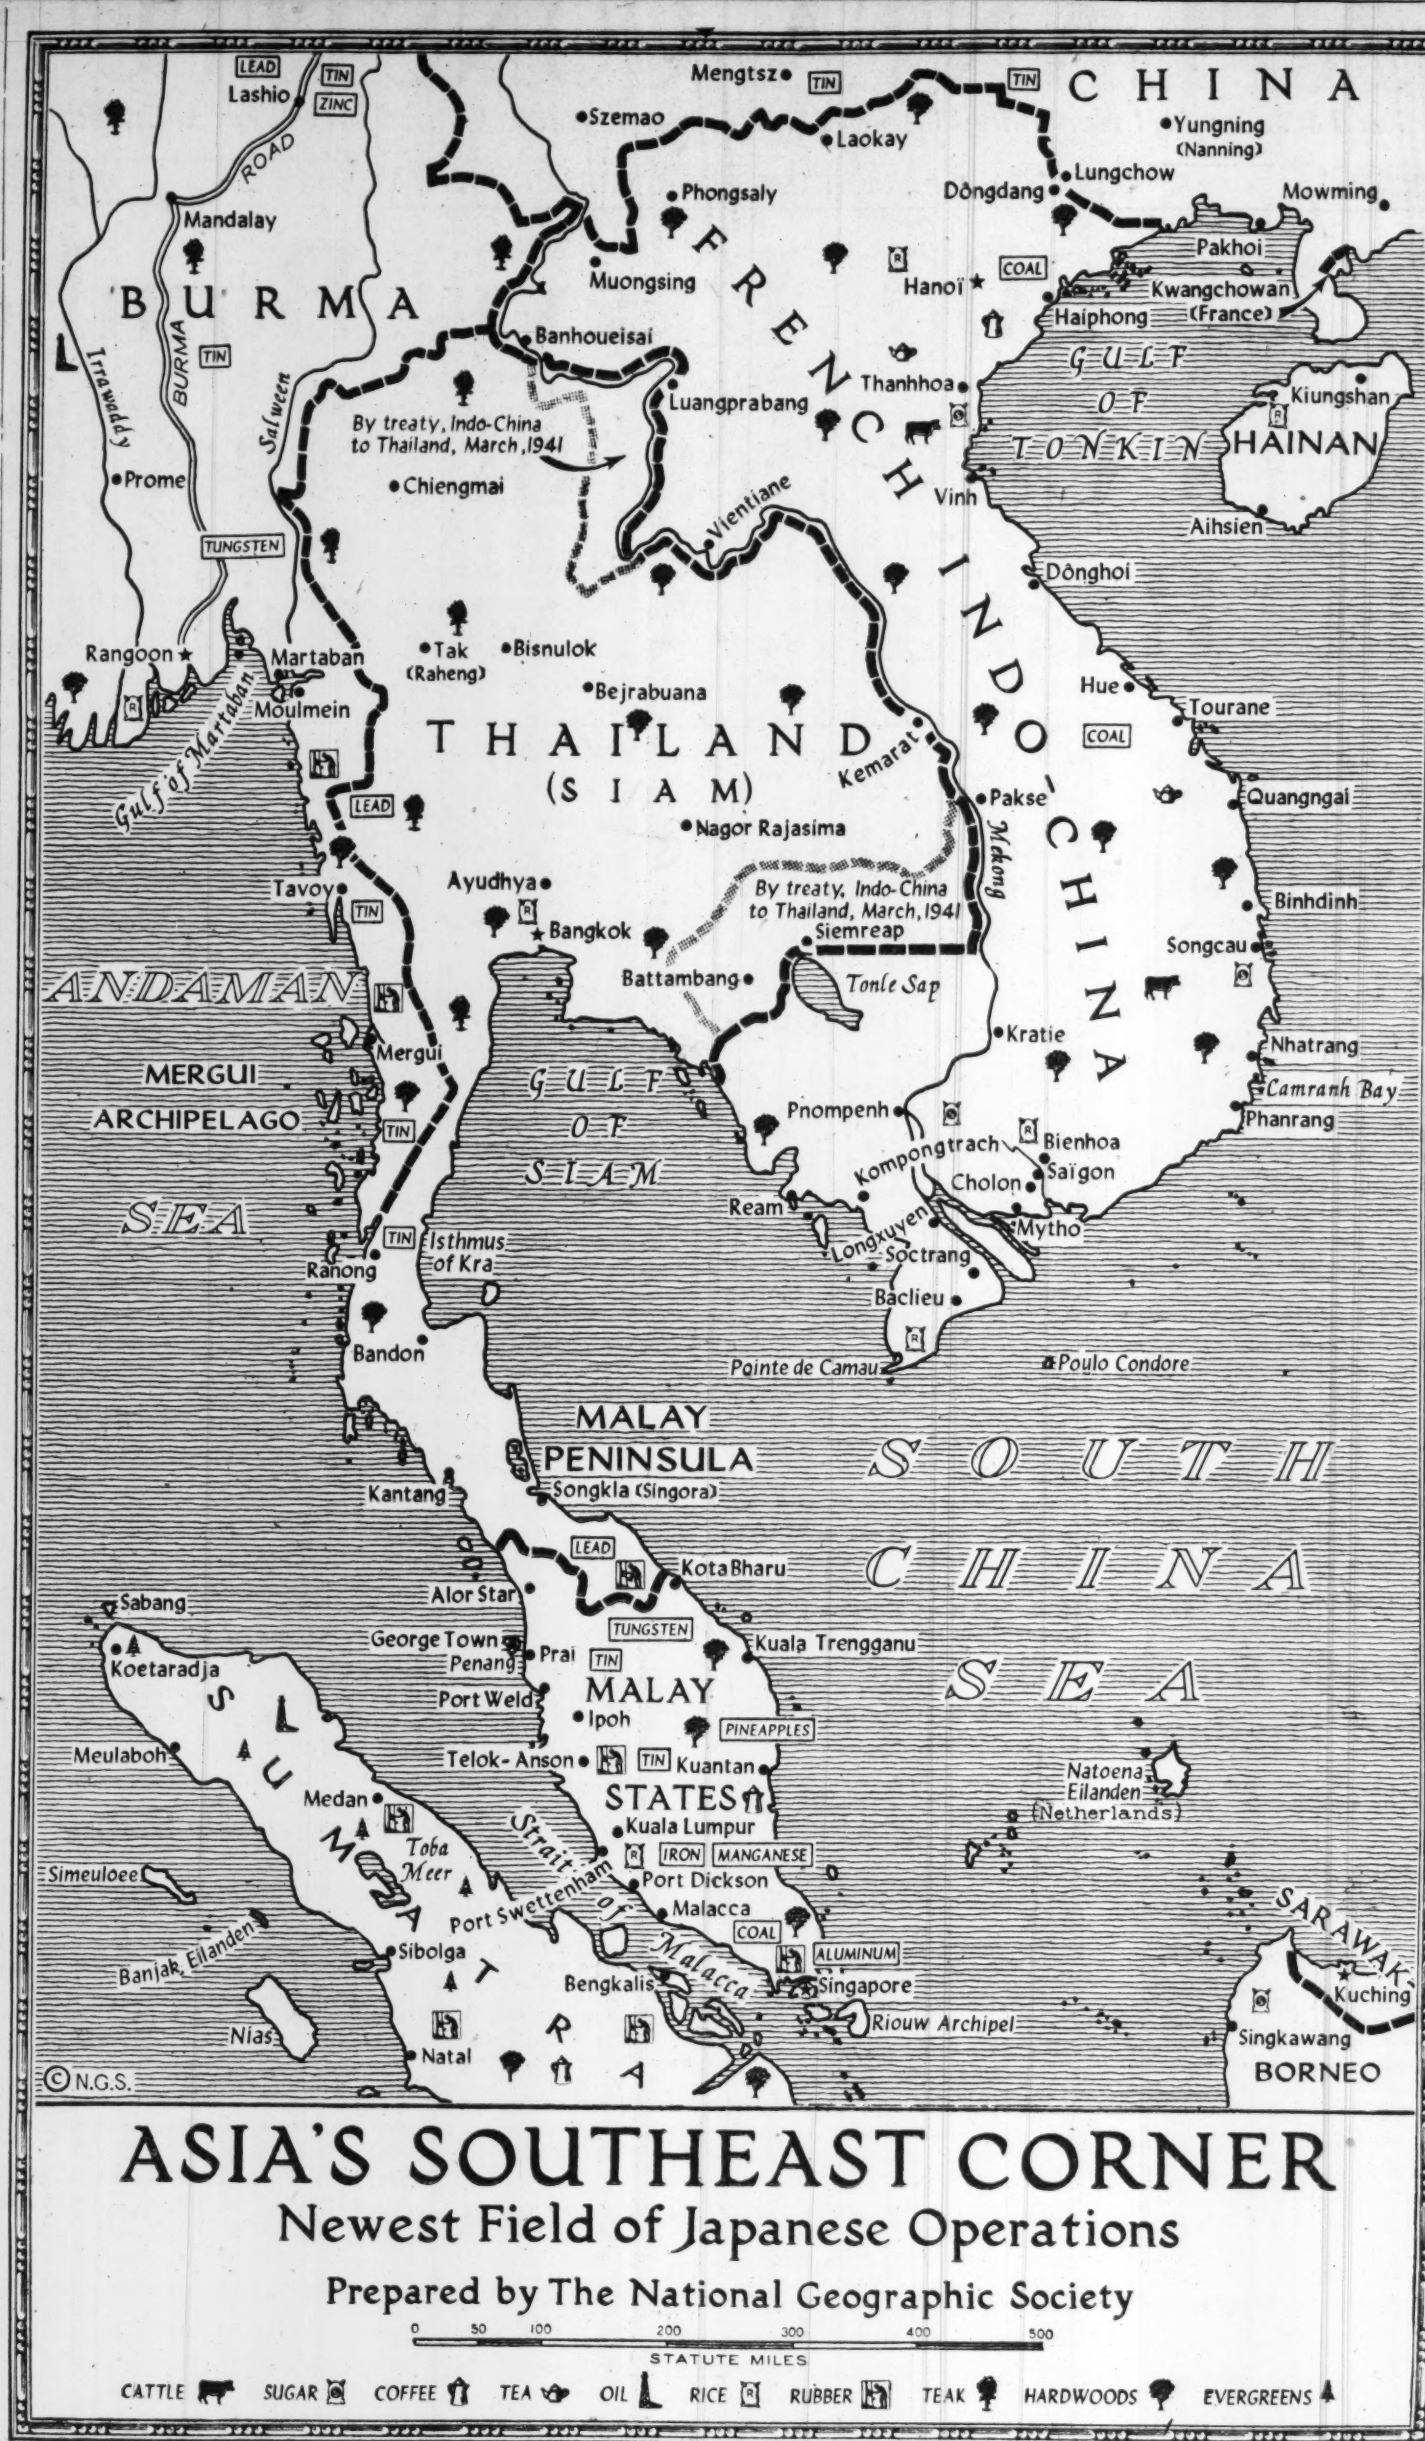 LEAD
TIN
Lashio
ZINC
ROAD
Mandalay
BURMA
BURMA
TIN
Irrawaddy
Salween
Prome
TUNGSTEN
Rangoon
Martaban
Moulmein
Gulf of Martaban
Mengtsz
TIN
TIN
CHINA
Szemao
Laokay
Yungning
(Nanning)
Lungchow
Dôngdang
Mowming
Phongsaly
Pakhoi
Muongsing
Hanoï
COAL
Kwangchowan
(France)
Haiphong
Banhoueisai
GULF
OF
TONKIN
Thanhhoa
Kiungshan
HAINAN
Aihsien
Luangprabang
By treaty, Indo-China
to Thailand, March, 1941
Chiengmai
Vinh
Vientiane
FRENCH INDO-CHINA
Dônghoi
Tak
(Raheng)
Bisnulok
Bejrabuana
Hue
Tourane
COAL
THAILAND
(SIAM)
Kemarat
Pakse
Quangngai
LEAD
Nagor Rajasima
Mekong
Tavoy
TIN
Ayudhya
R
Bangkok
By treaty, Indo-China
to Thailand, March, 1941
Siemreap
Binhdinh
Songcau
Battambang
Tonle Sap
ANDAMAN
SEA
MERGUI
ARCHIPELAGO
Mergui
TIN
Kratie
Nhatrang
Camranh Bay
Phanrang
GULF
OF
SIAM
Pnompenh
Kompongtrach
Bienhoa
Saïgon
Cholon
Ream
Longxuyen
Mytho
Soctrang
Baclieu
TIN
Isthmus
of Kra
Ranong
Bandon
R
Pointe de Camau
Poulo Condore
MALAY
PENINSULA
Songkla (Singora)
Kantang
SOUTH
CHINA
SEA
LEAD
Kota Bharu
Alor Star
TUNGSTEN
Sabang
Koetaradja
George Town
Penang
Prai
TIN
Kuala Trengganu
MALAY
Port Weld
Ipoh
PINEAPPLES
Meulaboh
Telok-Anson
TIN
Kuantan
Natoena
Eilanden
(Netherlands)
Medan
STATES
Kuala Lumpur
Toba
Meer
Strait of Malacca
R
IRON
MANGANESE
Simeuloee
Port Swettenham
Port Dickson
Malacca
COAL
SARAWAK
Banjak Eilanden
Sibolga
ALUMINUM
Bengkalis
Singapore
Kuching
Nias
Riouw Archipel
Singkawang
Natal
SUMATRA
BORNEO
© N.G.S.
ASIA'S SOUTHEAST CORNER
Newest Field of Japanese Operations
Prepared by The National Geographic Society
0 50 100 200 300 400 500
STATUTE MILES
CATTLE SUGAR COFFEE TEA OIL RICE R RUBBER TEAK HARDWOODS EVERGREENS